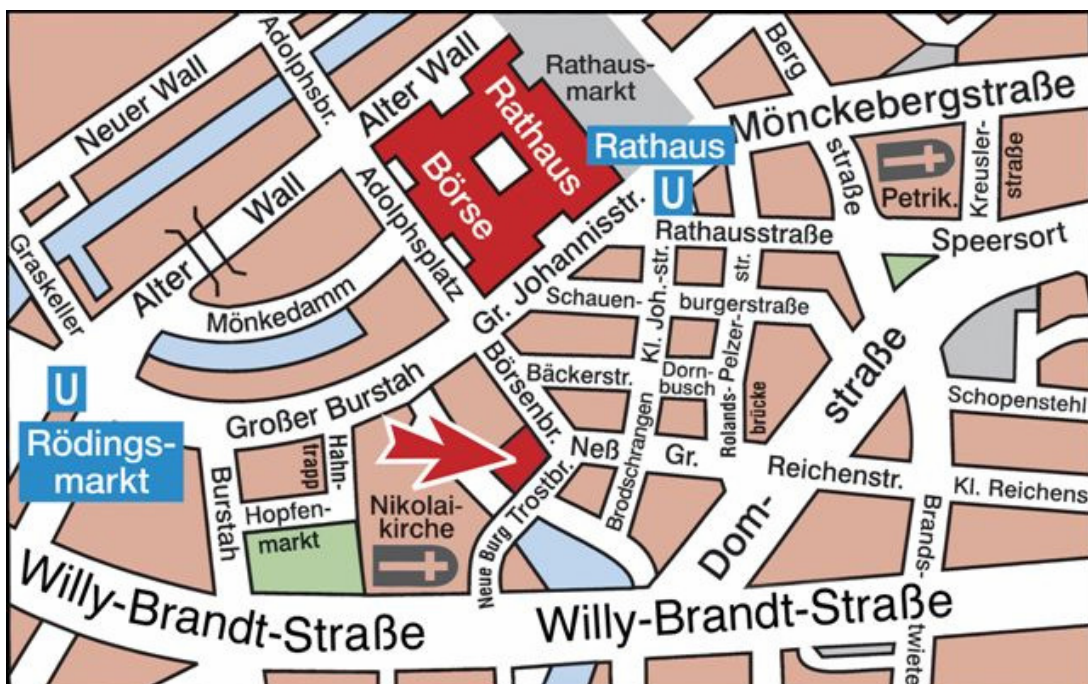 Neuer Wall
Adolphsbr.
Alter Wall
Rathaus-
markt
Berg
straße
Mönckebergstraße
Rathaus
Börse
Rathaus
U
Petrik.
Kreusler-
straße
Graskeller
Alter
Wall
Adolphsplatz
Gr. Johannisstr.
Rathausstraße
Speersort
Mönkedamm
Schauen-
burgerstraße
Kl. Joh.-str.
Pelzer-
str.
U
Rödings-
markt
Großer Burstah
Börsenbr.
Bäckerstr.
Dorn-
busch
Rolands-
brücke
Dom-
straße
Schopenstehl
Burstah
Hahn-
trapp
Hopfen-
markt
Nikolai-
kirche
Neß
Gr.
Reichenstr.
Kl. Reichens
Brodschrangen
Trostbr.
Neue Burg
Brands-
twiete
Willy-Brandt-Straße
Willy-Brandt-Straße